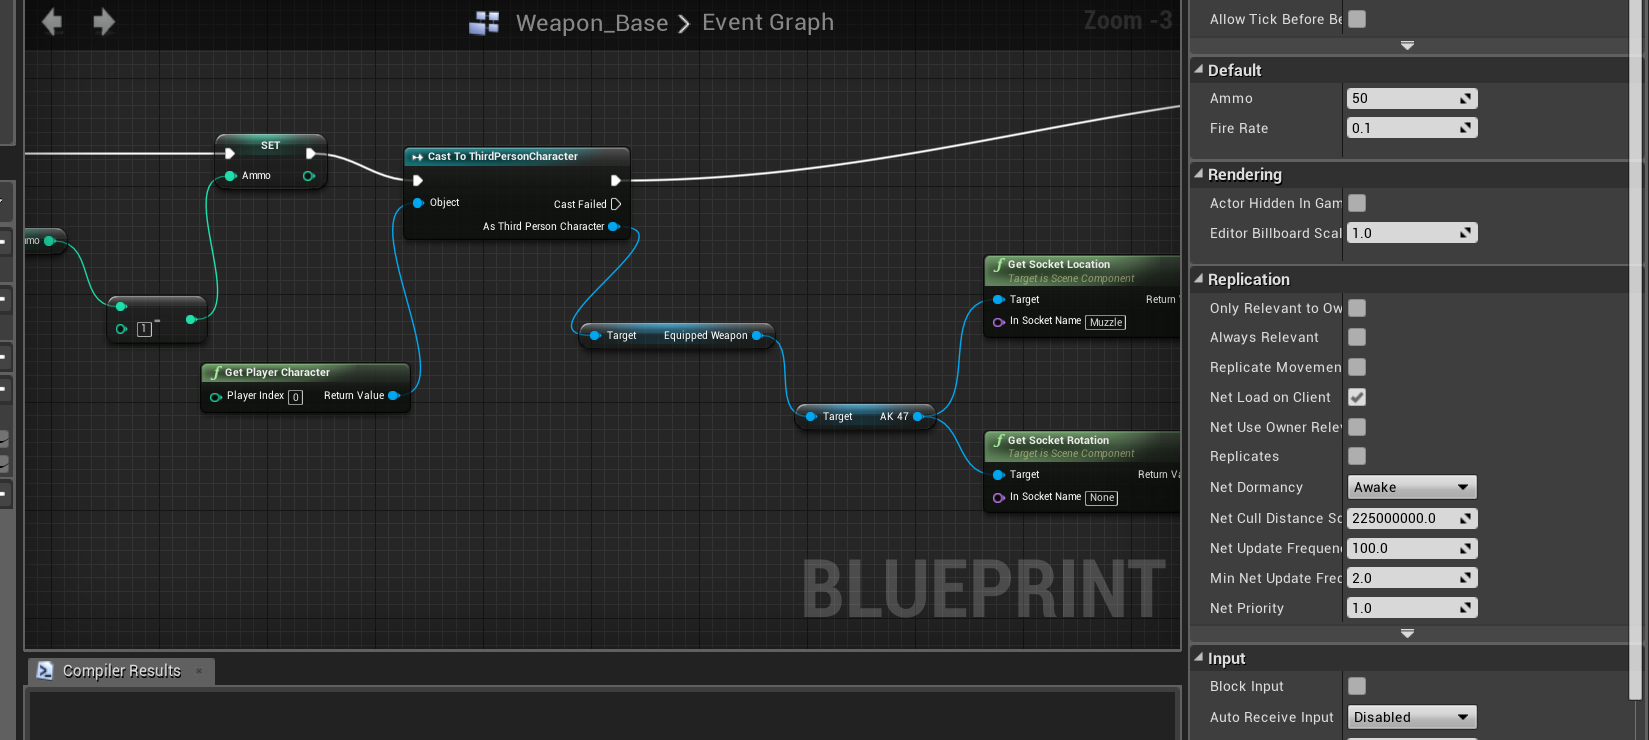 Weapon_Base > Event Graph
Zoom -3
SET
Ammo
Cast To ThirdPersonCharacter
Object
Cast Failed
As Third Person Character
1
-
f Get Player Character
Player Index 0 Return Value
Target Equipped Weapon
Target AK 47
f Get Socket Location
Target is Scene Component
Target Return
In Socket Name Muzzle
f Get Socket Rotation
Target is Scene Component
Target Return Va
In Socket Name None
BLUEPRINT
Compiler Results ×
Allow Tick Before Be
Default
Ammo 50
Fire Rate 0.1
Rendering
Actor Hidden In Gam
Editor Billboard Scal 1.0
Replication
Only Relevant to Ow
Always Relevant
Replicate Movemen
Net Load on Client
Net Use Owner Rele
Replicates
Net Dormancy Awake
Net Cull Distance Sq 225000000.0
Net Update Frequen 100.0
Min Net Update Fred 2.0
Net Priority 1.0
Input
Block Input
Auto Receive Input Disabled